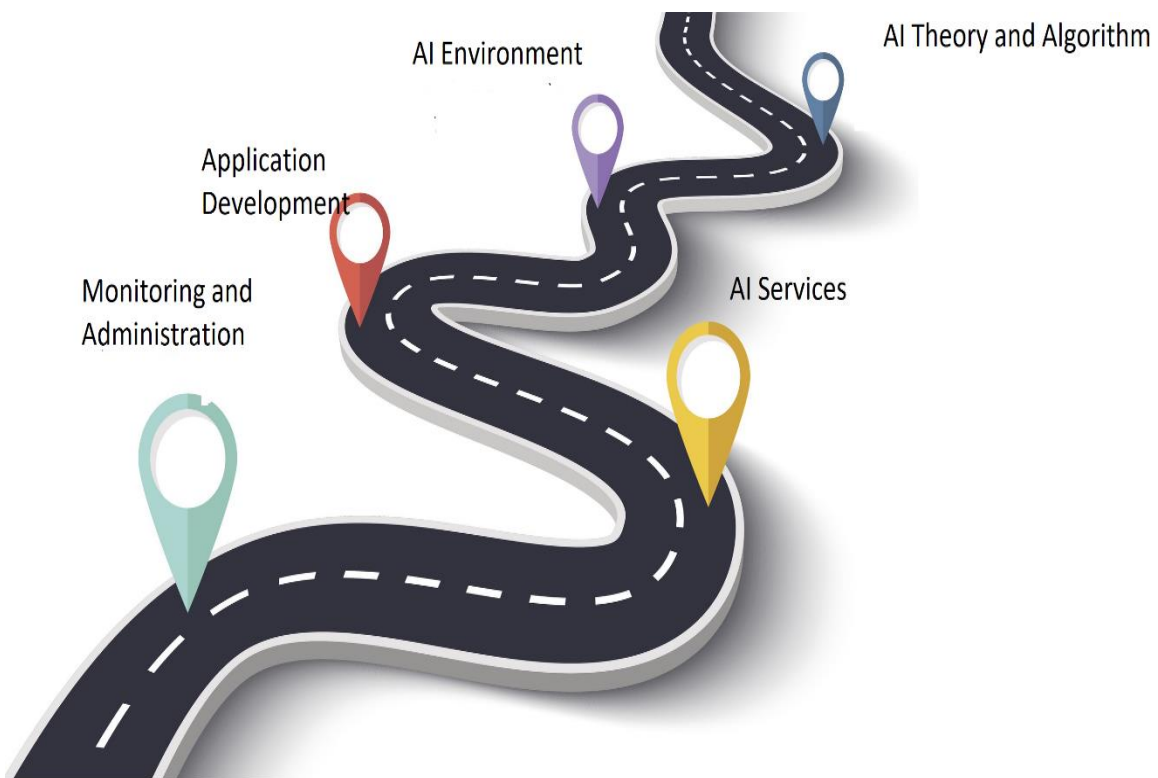 AI Theory and Algorithm
AI Environment
Application
Development
AI Services
Monitoring and
Administration